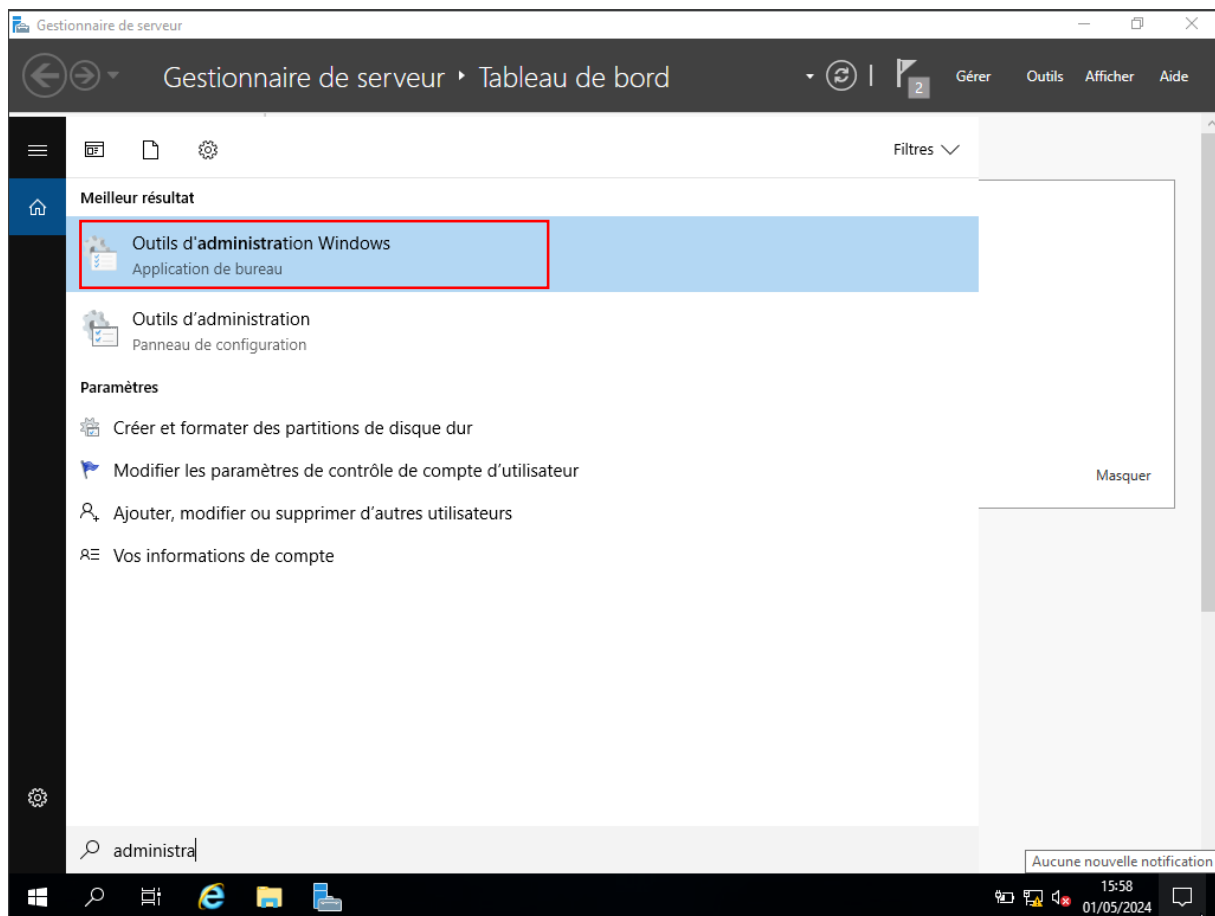 Gestionnaire de serveur
Gestionnaire de serveur ‣ Tableau de bord
2
Gérer
Outils
Afficher
Aide
Filtres
Meilleur résultat
Outils d'administration Windows
Application de bureau
Outils d’administration
Panneau de configuration
Paramètres
Créer et formater des partitions de disque dur
Modifier les paramètres de contrôle de compte d’utilisateur
Masquer
Ajouter, modifier ou supprimer d’autres utilisateurs
Vos informations de compte
administra
Aucune nouvelle notification
15:58
01/05/2024